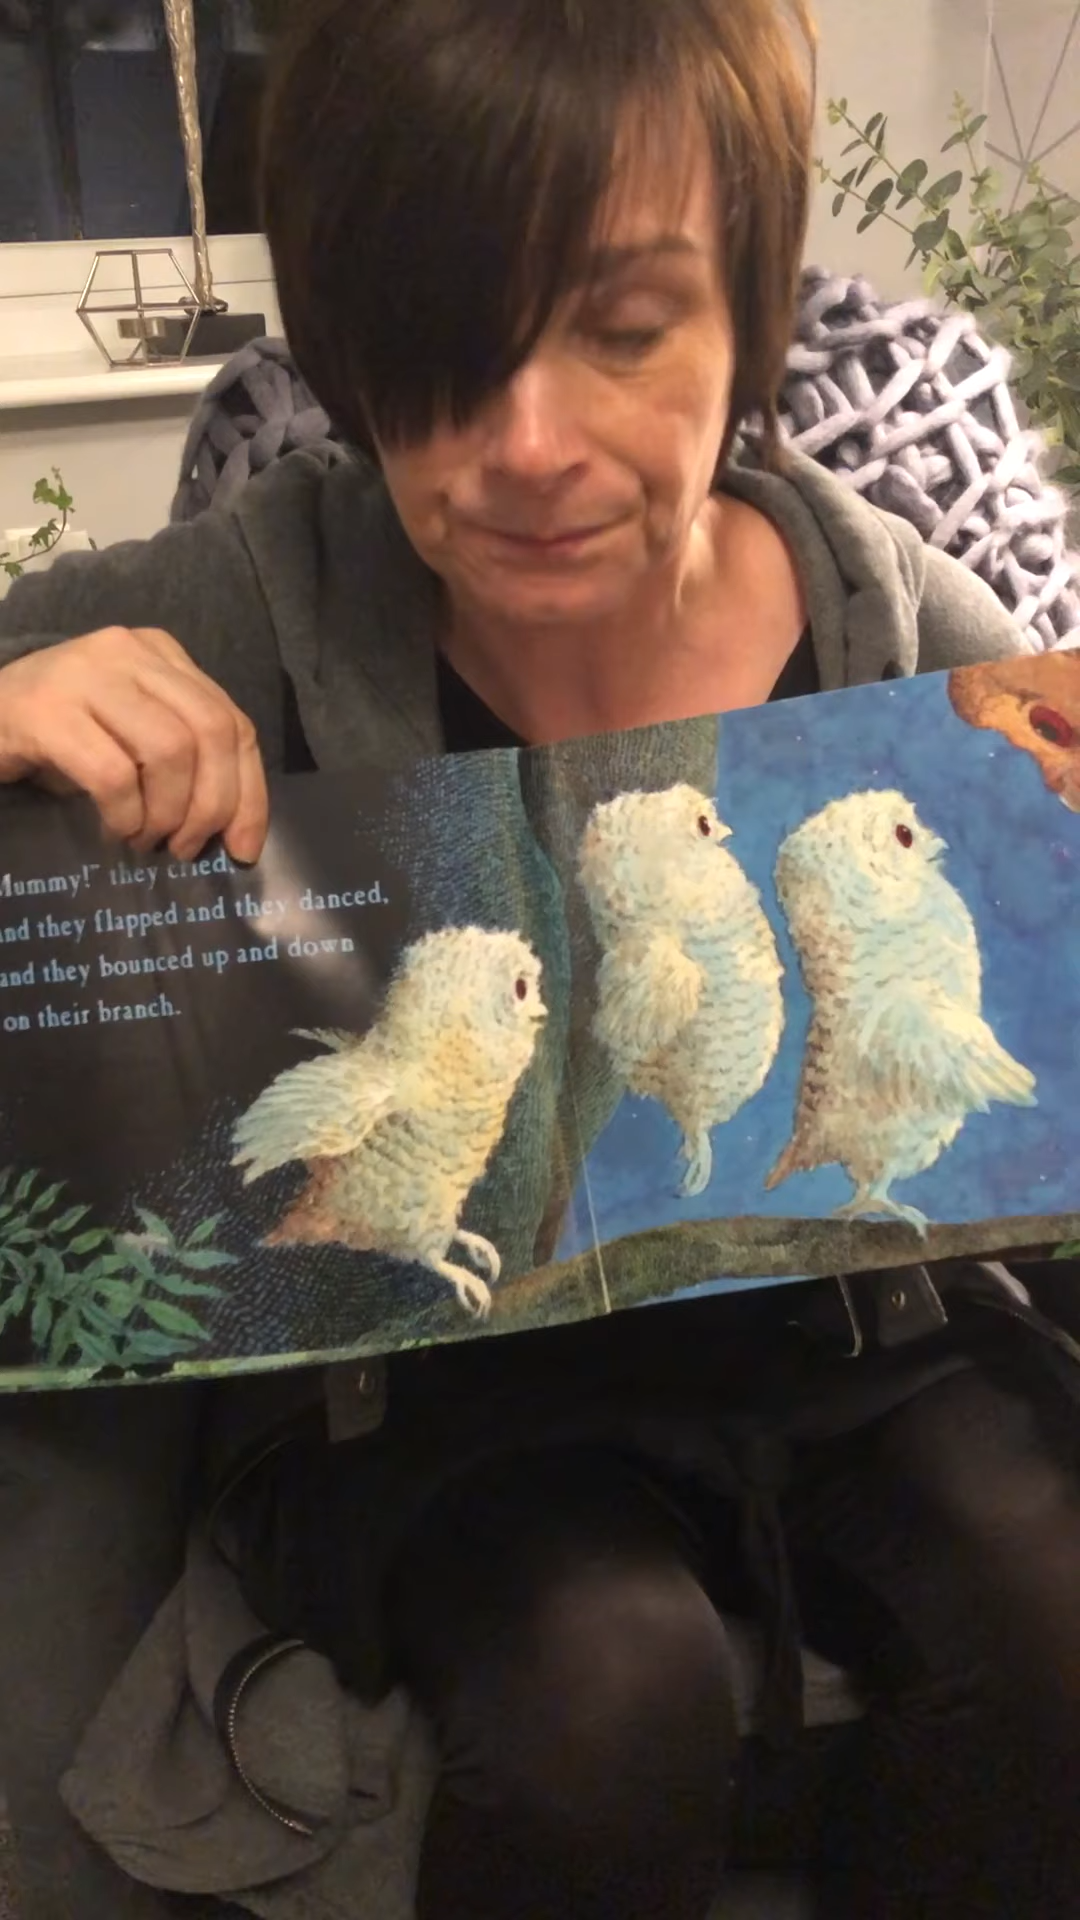 Mummy!" they cried,
and they flapped and they danced,
and they bounced up and down
on their branch.